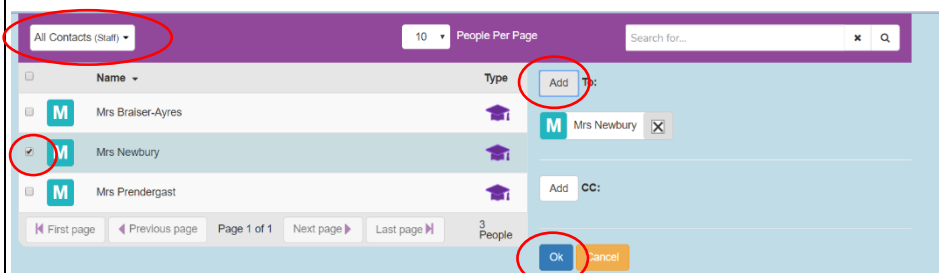 All Contacts (Staff)
10 People Per Page
Search for...
Name Type
Add To:
M Mrs Braiser-Ayres
M Mrs Newbury
M Mrs Newbury
M Mrs Prendergast
Add CC:
First page Previous page Page 1 of 1 Next page Last page 3 People
Ok Cancel